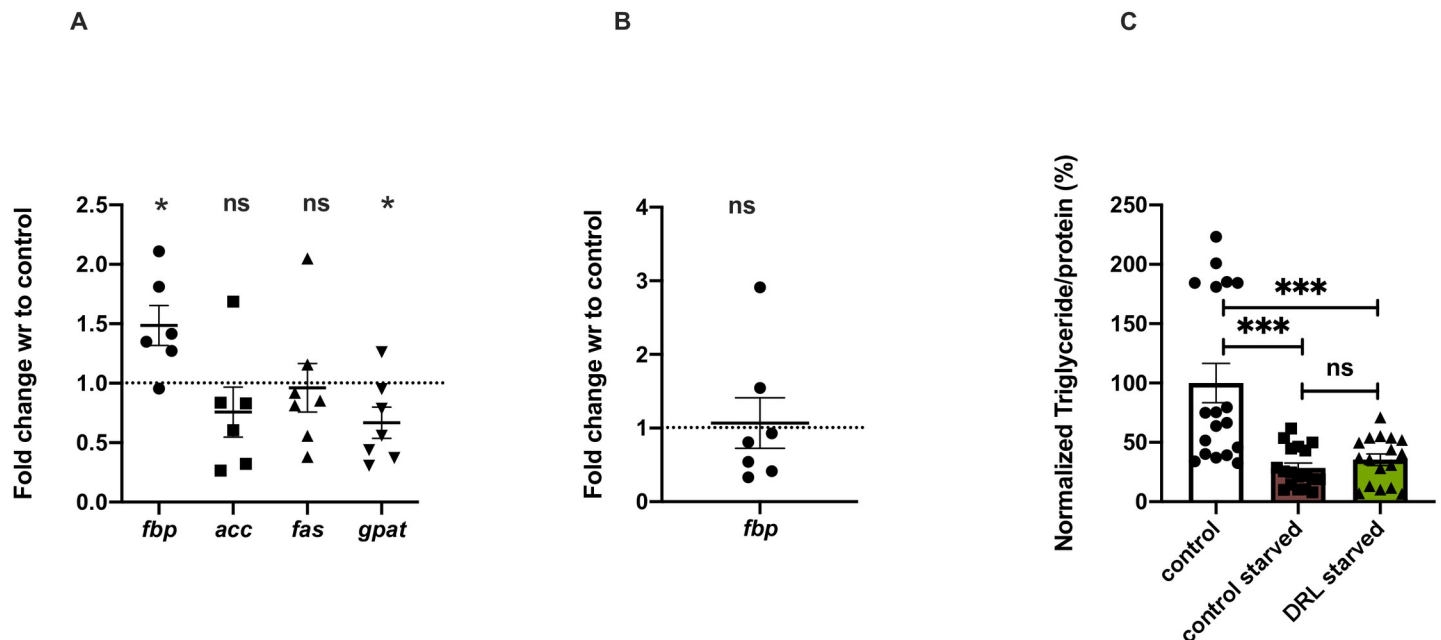 A
B
C
Fold change wr to control
2.5
2.0
1.5
1.0
0.5
0.0
* ns ns *
fbp acc fas gpat
Fold change wr to control
4
3
2
1
0
ns
fbp
Normalized Triglyceride/protein (%)
250
200
150
100
50
0
***
***
ns
control
control starved
DRL starved